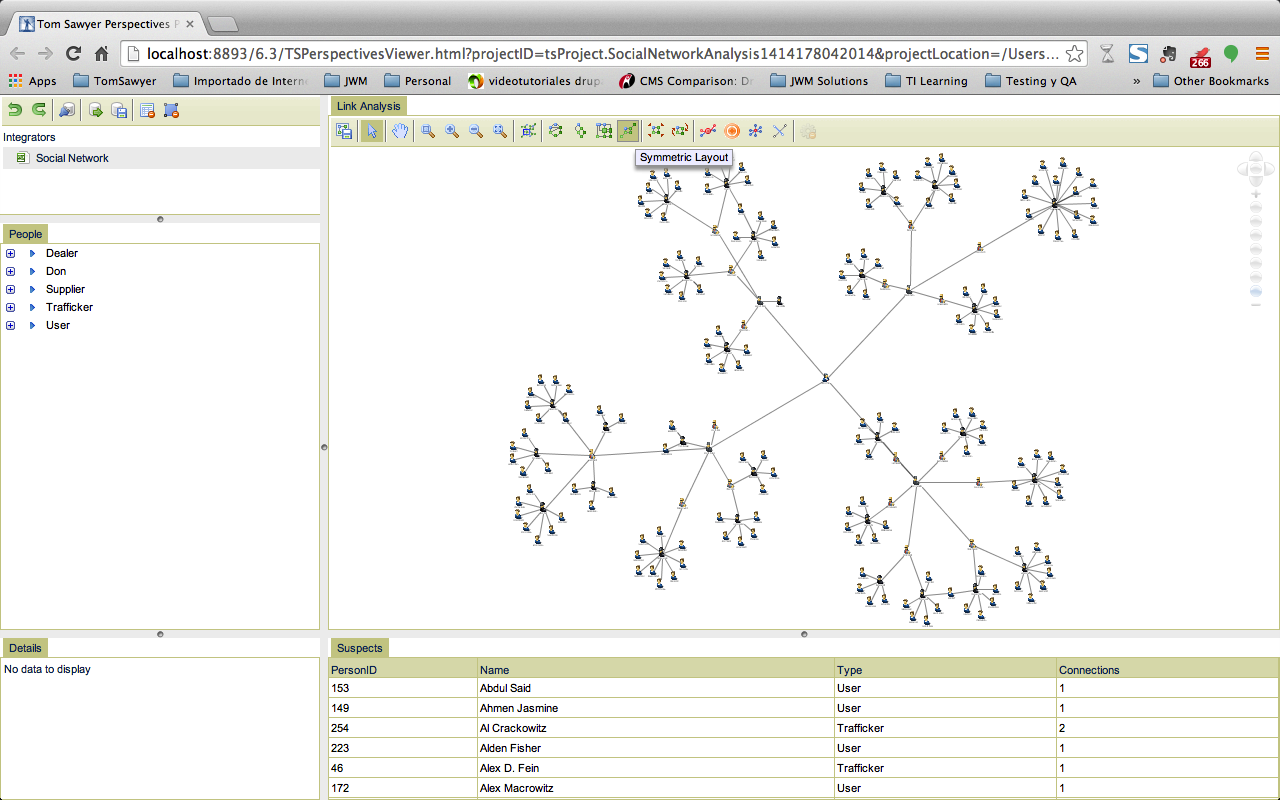 Tom Sawyer Perspectives P
localhost:8893/6.3/TSPerspectivesViewer.html?projectID=tsProject.SocialNetworkAnalysis1414178042014&projectLocation=/Users...
266
Apps TomSawyer Importado de Intern JWM Personal videotutoriales drup CMS Comparison: Dr JWM Solutions TI Learning Testing y QA » Other Bookmarks
Integrators
Social Network
People
Dealer
Don
Supplier
Trafficker
User
Link Analysis
Symmetric Layout
Details
No data to display
Suspects
PersonID Name Type Connections
153 Abdul Said User 1
149 Ahmen Jasmine User 1
254 Al Crackowitz Trafficker 2
223 Alden Fisher User 1
46 Alex D. Fein Trafficker 1
172 Alex Macrowitz User 1